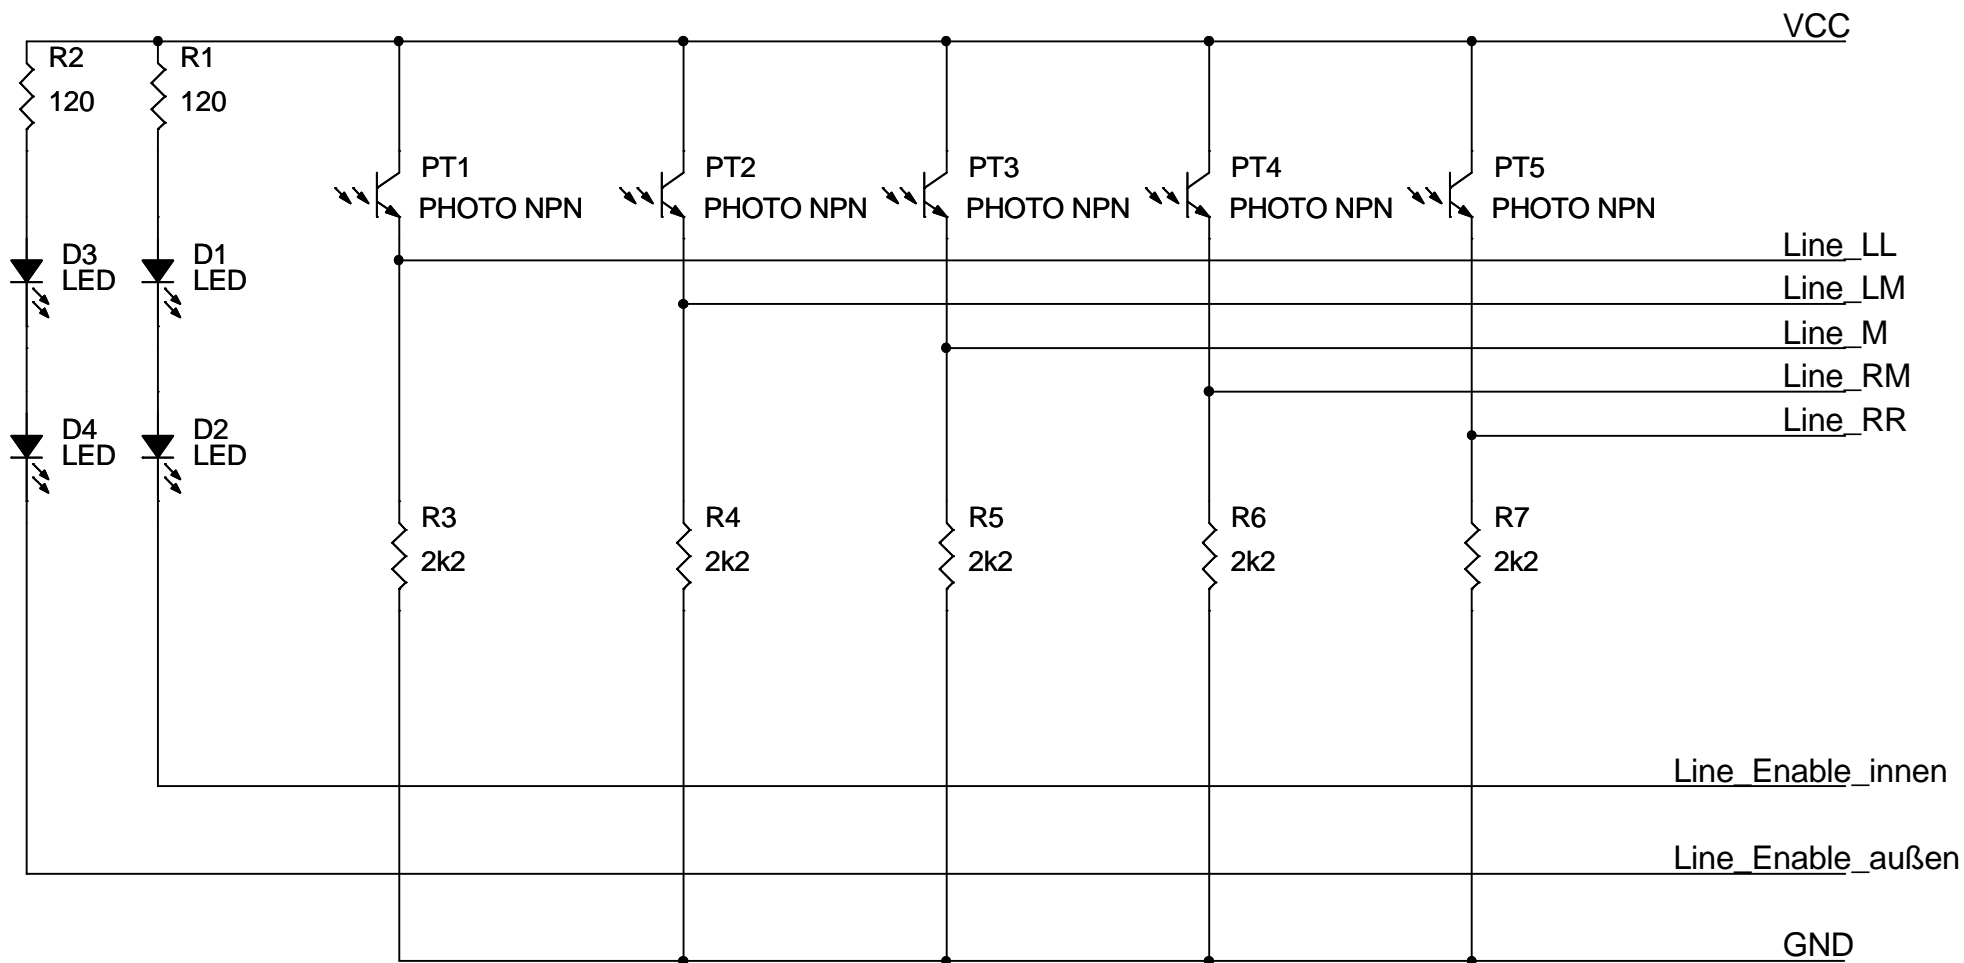 VCC
R2
R1
120
120
PT1
PT2
PT3
PT4
PT5
PHOTO NPN
PHOTO NPN
PHOTO NPN
PHOTO NPN
PHOTO NPN
D3
LED
D1
LED
Line_LL
Line_LM
Line_M
Line_RM
Line_RR
D4
LED
D2
LED
R3
R4
R5
R6
R7
2k2
2k2
2k2
2k2
2k2
Line_Enable_innen
Line_Enable_außen
GND